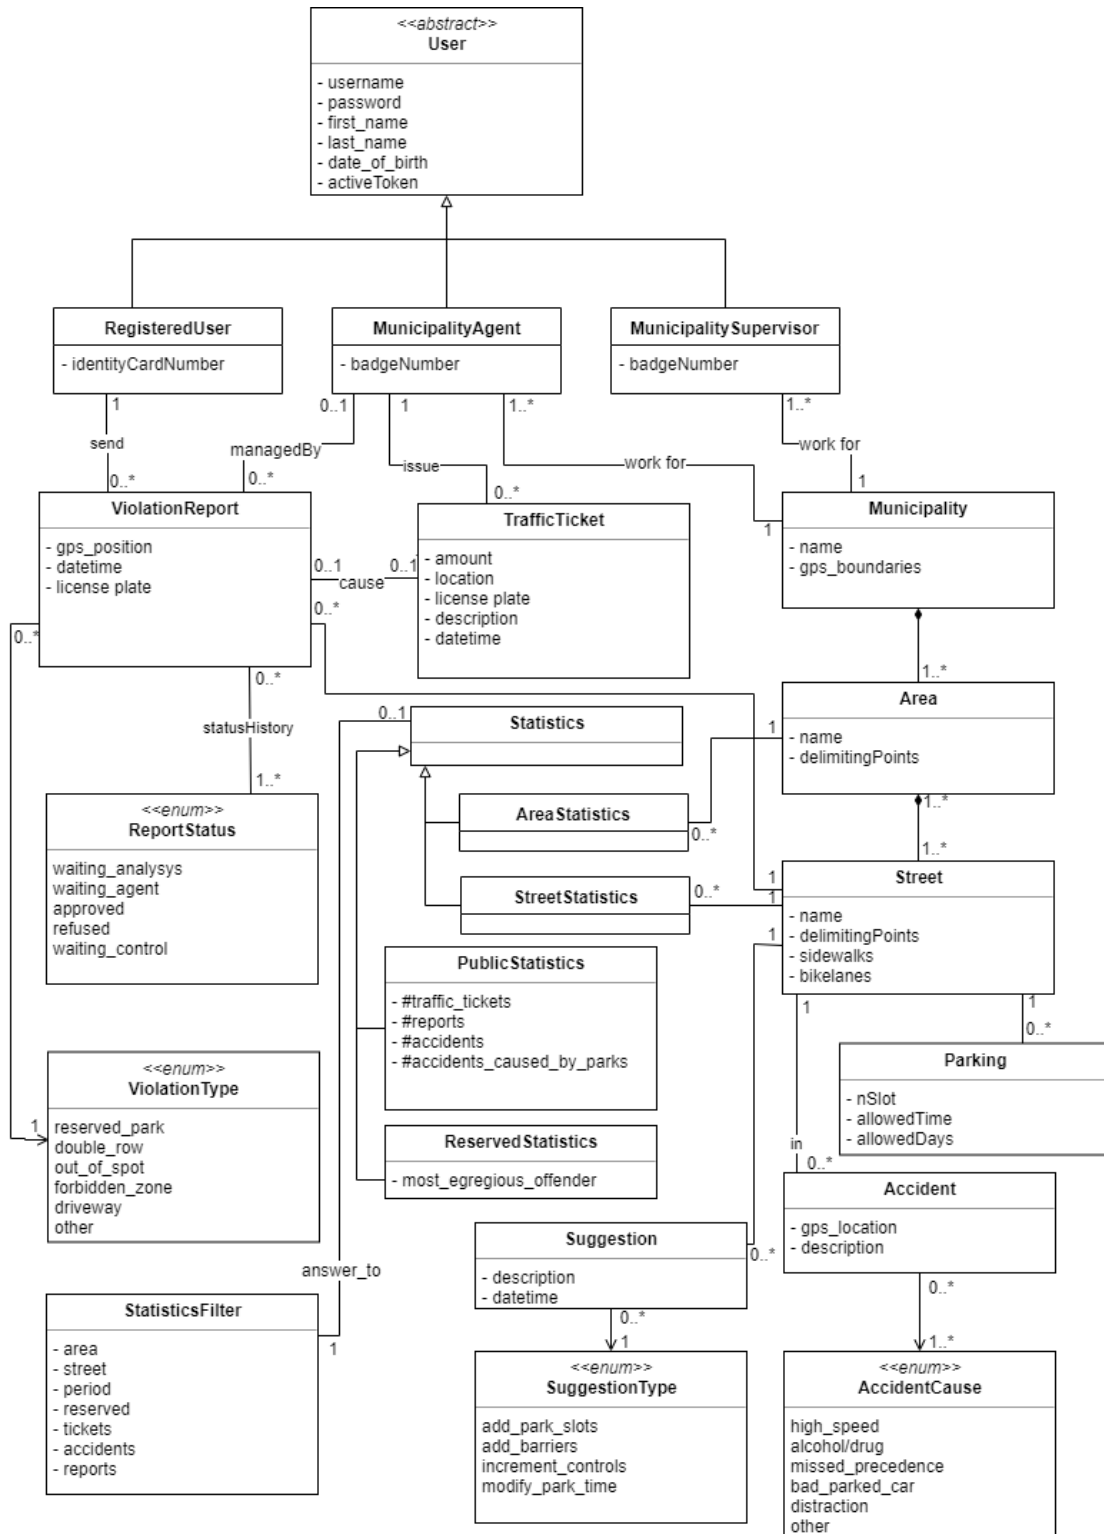 <<abstract>>
User
- username
- password
- first_name
- last_name
- date_of_birth
- activeToken
RegisteredUser
- identityCardNumber
MunicipalityAgent
- badgeNumber
MunicipalitySupervisor
- badgeNumber
1
0..1
1
1..*
1..*
send
managedBy
issue
work for
work for
0..*
0..*
0..*
1
1
ViolationReport
- gps_position
- datetime
- license plate
TrafficTicket
- amount
- location
- license plate
- description
- datetime
Municipality
- name
- gps_boundaries
0..1
cause
0..1
0..*
0..*
0..*
statusHistory
1..*
1..*
Area
- name
- delimitingPoints
1
0..1
Statistics
AreaStatistics
0..*
1..*
1..*
<<enum>>
ReportStatus
waiting_analysys
waiting_agent
approved
refused
waiting_control
StreetStatistics
0..*
1
1
1
Street
- name
- delimitingPoints
- sidewalks
- bikelanes
PublicStatistics
- #traffic_tickets
- #reports
- #accidents
- #accidents_caused_by_parks
1
1
0..*
Parking
- nSlot
- allowedTime
- allowedDays
<<enum>>
ViolationType
reserved_park
double_row
out_of_spot
forbidden_zone
driveway
other
1
ReservedStatistics
- most_egregious_offender
in
0..*
Accident
- gps_location
- description
Suggestion
- description
- datetime
0..*
answer_to
StatisticsFilter
- area
- street
- period
- reserved
- tickets
- accidents
- reports
1
0..*
1
0..*
1..*
<<enum>>
SuggestionType
add_park_slots
add_barriers
increment_controls
modify_park_time
<<enum>>
AccidentCause
high_speed
alcohol/drug
missed_precedence
bad_parked_car
distraction
other